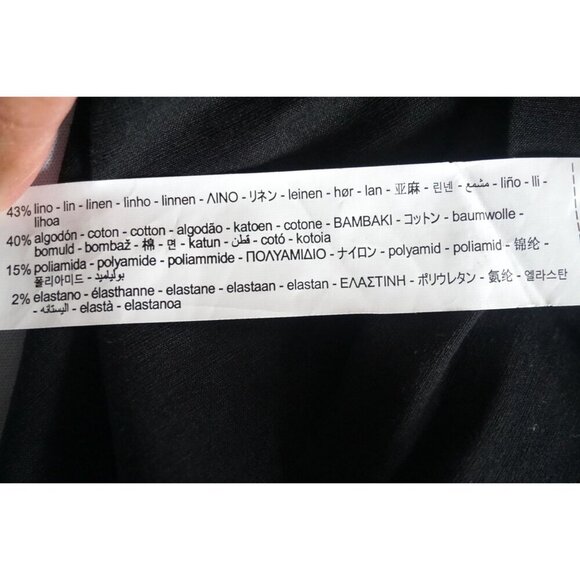 43% lino - lin - linen - linho - linnen - ΛΙΝΟ - リネン - leinen - hør - lan - 亚麻 - 린넨 - مشمع - liño - lli -
lihoa
40% algodón - coton - cotton - algodão - katoen - cotone - BAMBAKI - コットン - baumwolle -
bomuld - bombaž - 棉 - 면 - katun - قطن - cotó - kotoia
15% poliamida - polyamide - poliammide - ΠΟΛΥΑΜΙΔΙΟ - ナイロン - polyamid - poliamid - 锦纶 -
폴리아미드 - بولياميد
2% elastano - élasthanne - elastane - elastaan - elastan - ΕΛΑΣΤΙΝΗ - ポリウレタン - 氨纶 - 엘라스탄
- اليستانه - elastà - elastanoa